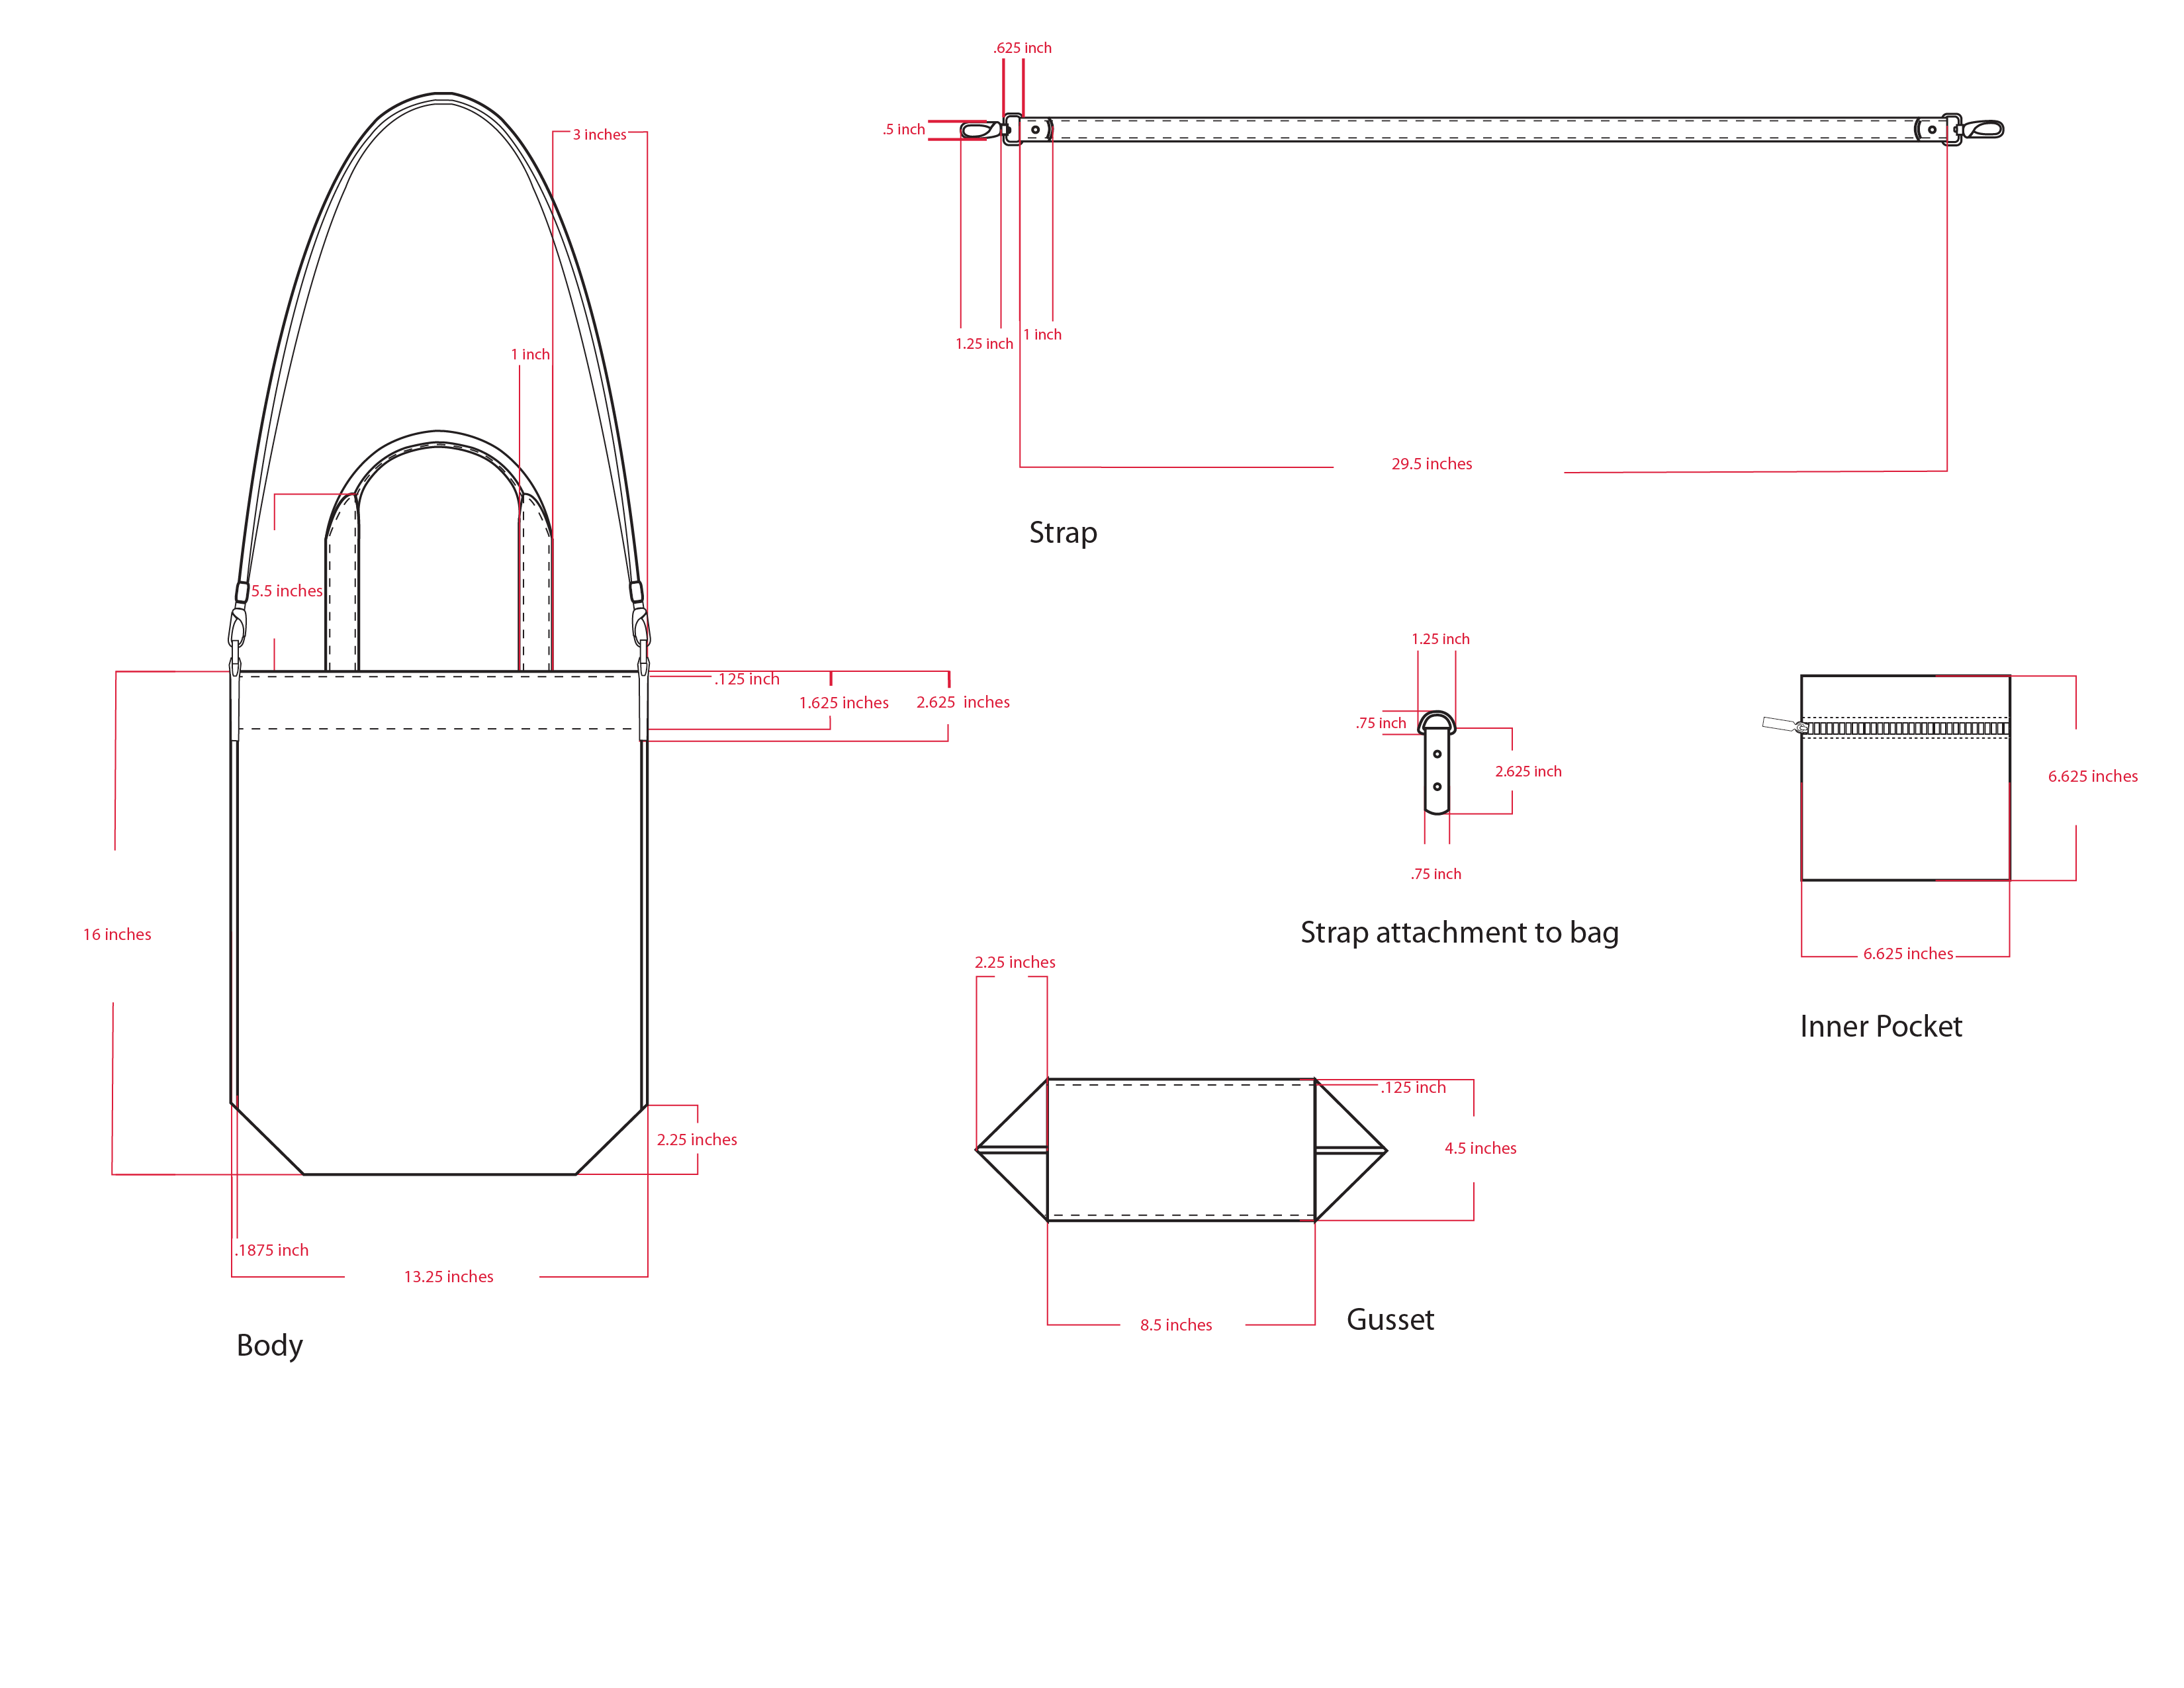 .625 inch
.5 inch
3 inches
1 inch
1.25 inch
1 inch
29.5 inches
Strap
5.5 inches
.125 inch
1.625 inches
2.625  inches
1.25 inch
.75 inch
2.625 inch
.75 inch
Strap attachment to bag
6.625 inches
6.625 inches
Inner Pocket
16 inches
2.25 inches
.1875 inch
13.25 inches
Body
2.25 inches
.125 inch
4.5 inches
8.5 inches
Gusset